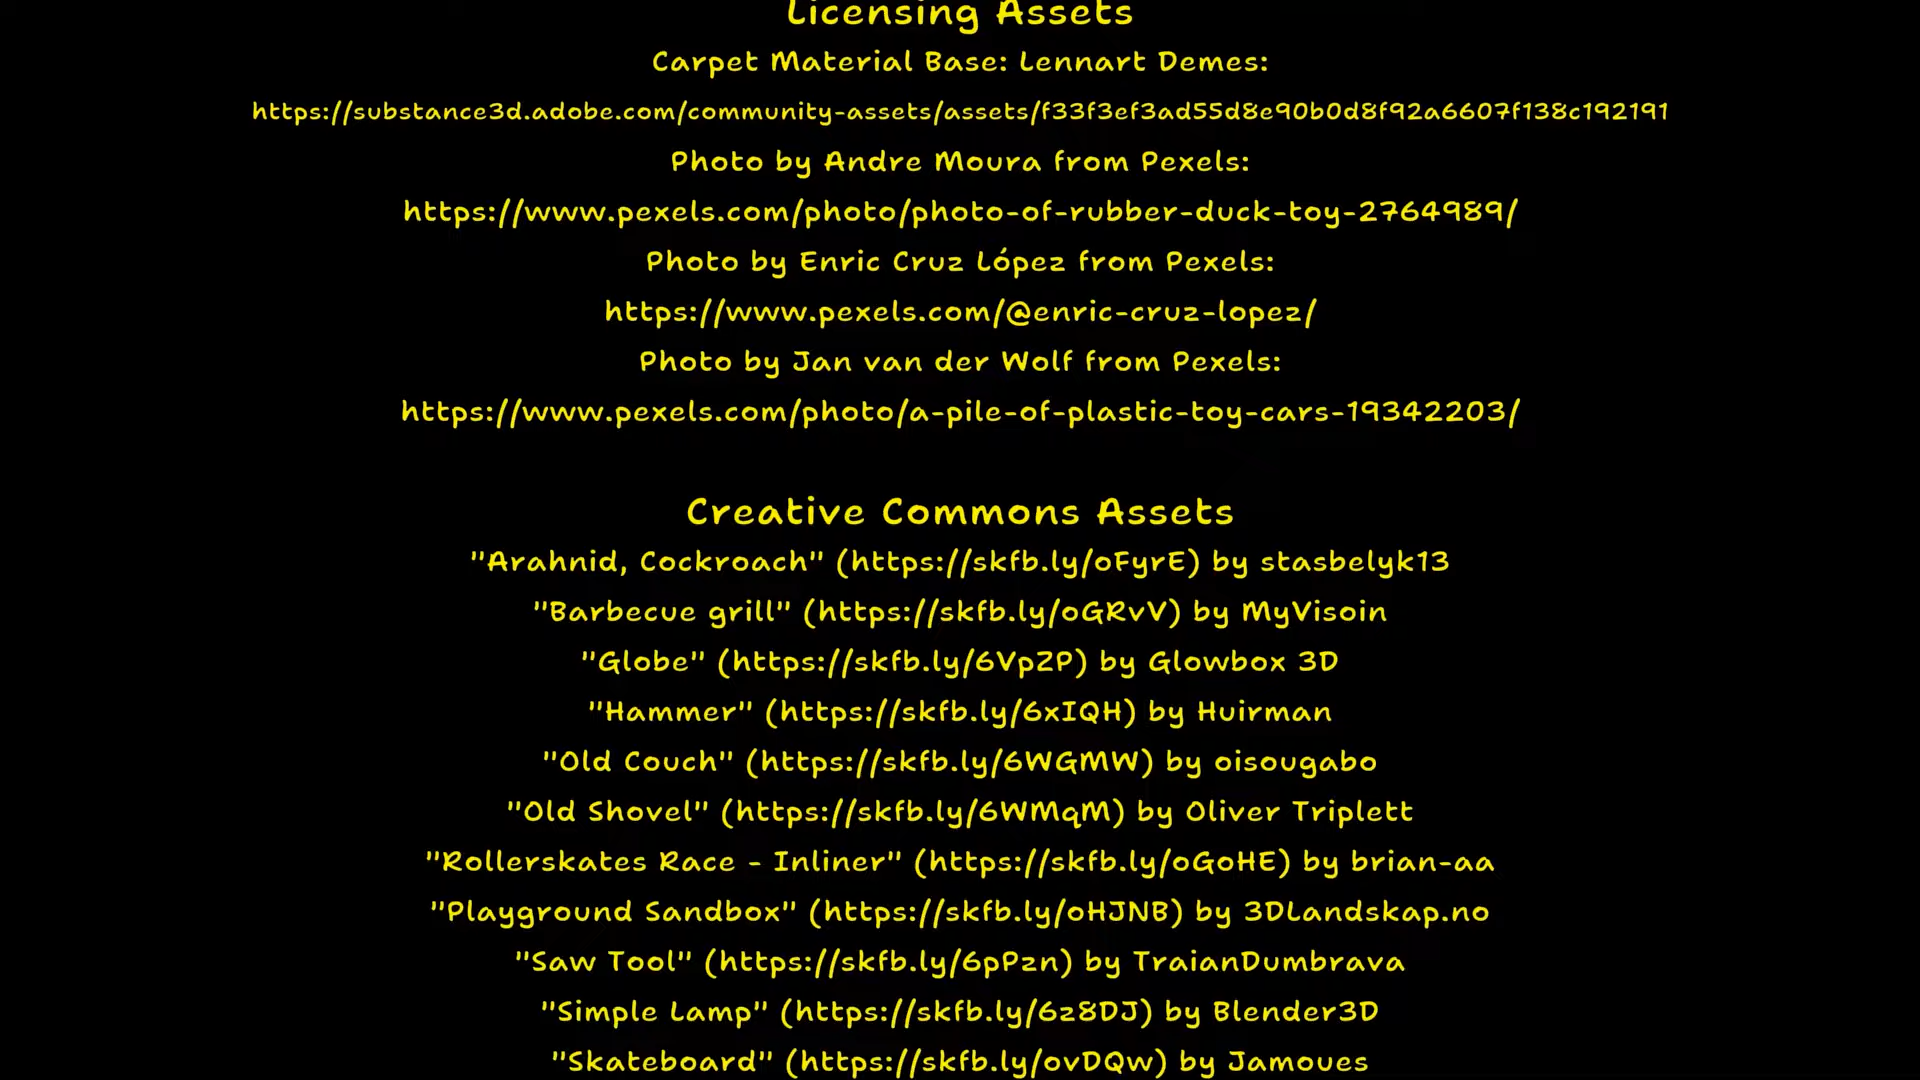 Licensing Assets
Carpet Material Base: Lennart Demes:
https://substance3d.adobe.com/community-assets/assets/f33f3ef3ad55d8e90b0d8f92a6607f138c192191
Photo by Andre Moura from Pexels:
https://www.pexels.com/photo/photo-of-rubber-duck-toy-2764989/
Photo by Enric Cruz López from Pexels:
https://www.pexels.com/@enric-cruz-lopez/
Photo by Jan van der Wolf from Pexels:
https://www.pexels.com/photo/a-pile-of-plastic-toy-cars-19342203/
Creative Commons Assets
"Arahnid, Cockroach" (https://skfb.ly/oFyrE) by stasbelyk13
"Barbecue grill" (https://skfb.ly/oGRvV) by MyVisoin
"Globe" (https://skfb.ly/6VpZP) by Glowbox 3D
"Hammer" (https://skfb.ly/6xIQH) by Huirman
"Old Couch" (https://skfb.ly/6WGMW) by oisougabo
"Old Shovel" (https://skfb.ly/6WMqM) by Oliver Triplett
"Rollerskates Race - Inliner" (https://skfb.ly/oGoHE) by brian-aa
"Playground Sandbox" (https://skfb.ly/oHJNB) by 3DLandskap.no
"Saw Tool" (https://skfb.ly/6pPzn) by TraianDumbrava
"Simple Lamp" (https://skfb.ly/6z8DJ) by Blender3D
"Skateboard" (https://skfb.ly/ovDQw) by Jamoues